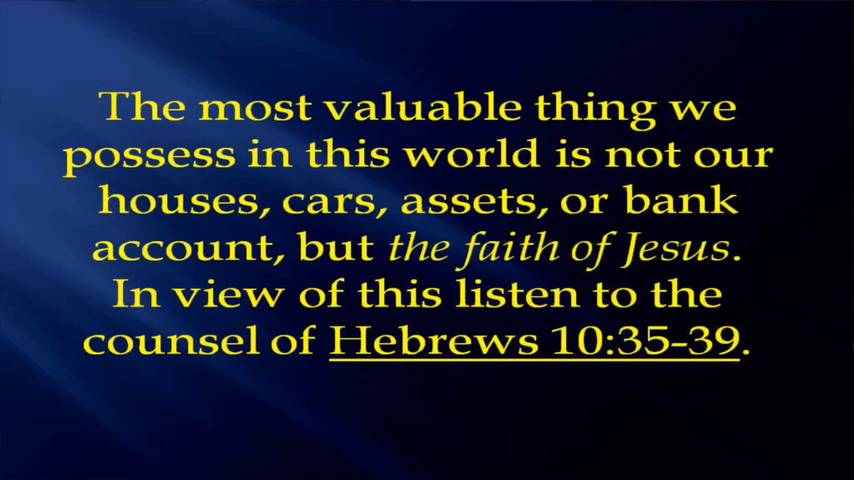 The most valuable thing we
possess in this world is not our
houses, cars, assets, or bank
account, but the faith of Jesus.
In view of this listen to the
counsel of Hebrews 10:35-39.